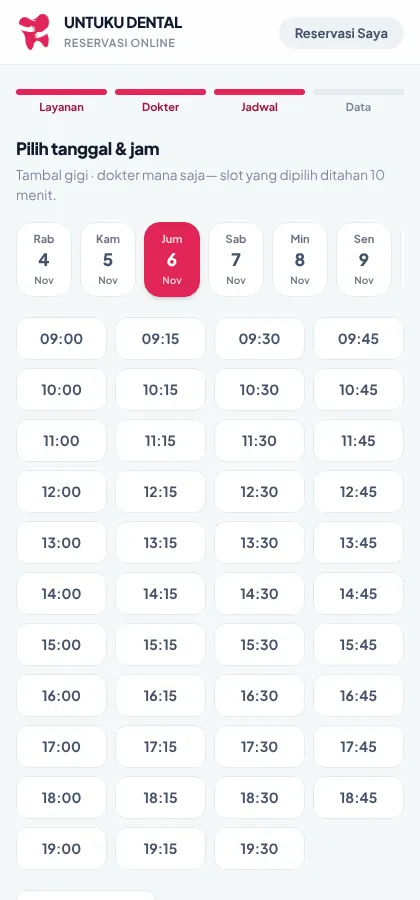 UNTUKU DENTAL
RESERVASI ONLINE
Reservasi Saya
Layanan Dokter Jadwal Data
Pilih tanggal & jam
Tambal gigi · dokter mana saja— slot yang dipilih ditahan 10
menit.
Rab Kam Jum Sab Min Sen
4 5 6 7 8 9
Nov Nov Nov Nov Nov Nov
09:00 09:15 09:30 09:45
10:00 10:15 10:30 10:45
11:00 11:15 11:30 11:45
12:00 12:15 12:30 12:45
13:00 13:15 13:30 13:45
14:00 14:15 14:30 14:45
15:00 15:15 15:30 15:45
16:00 16:15 16:30 16:45
17:00 17:15 17:30 17:45
18:00 18:15 18:30 18:45
19:00 19:15 19:30